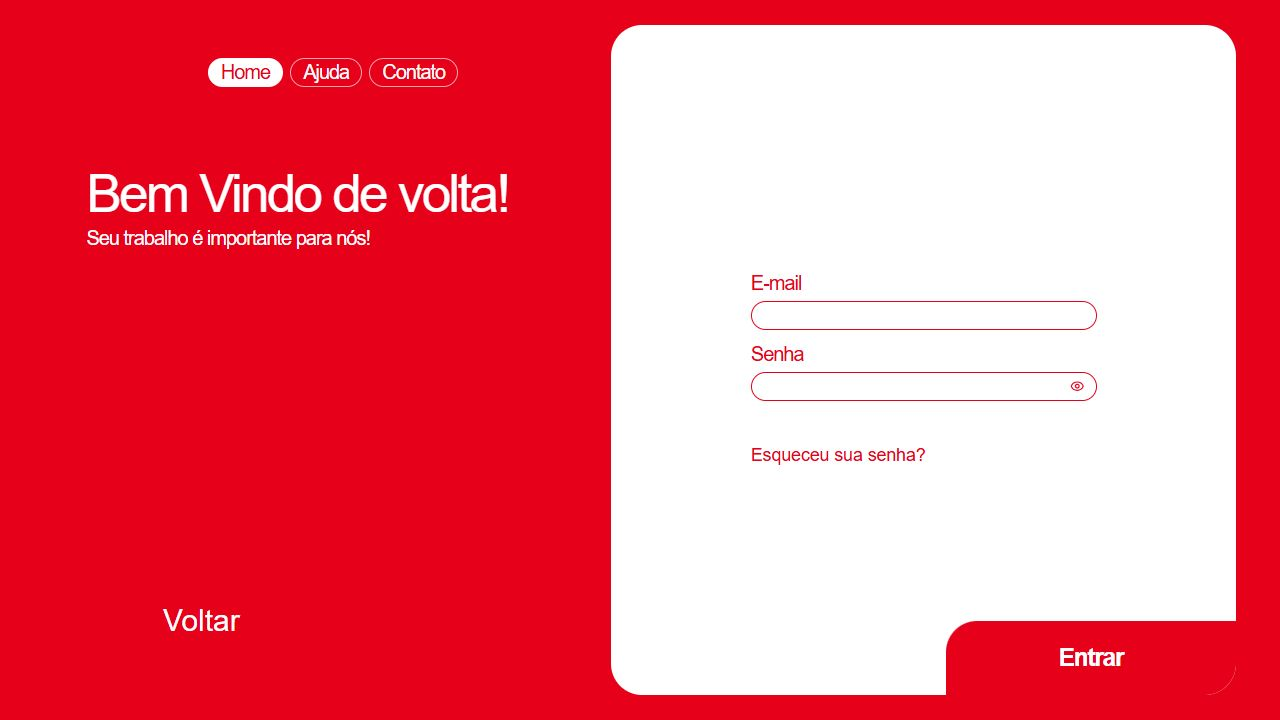 Home Ajuda Contato
Bem Vindo de volta!
Seu trabalho é importante para nós!
E-mail
Senha
Esqueceu sua senha?
Voltar
Entrar